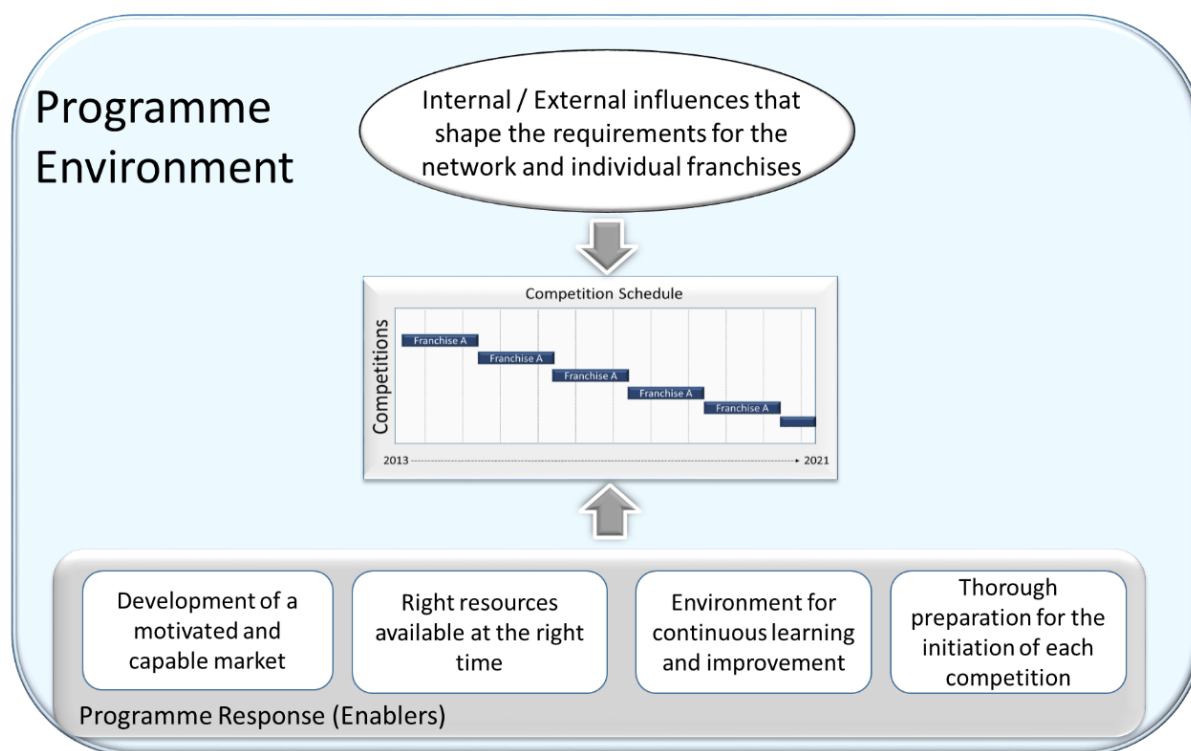 Programme
Environment
Internal / External influences that
shape the requirements for the
network and individual franchises
Competition Schedule
Competitions
Franchise A
Franchise A
Franchise A
Franchise A
Franchise A
2013
2021
Development of a
motivated and
capable market
Right resources
available at the right
time
Environment for
continuous learning
and improvement
Thorough
preparation for the
initiation of each
competition
Programme Response (Enablers)